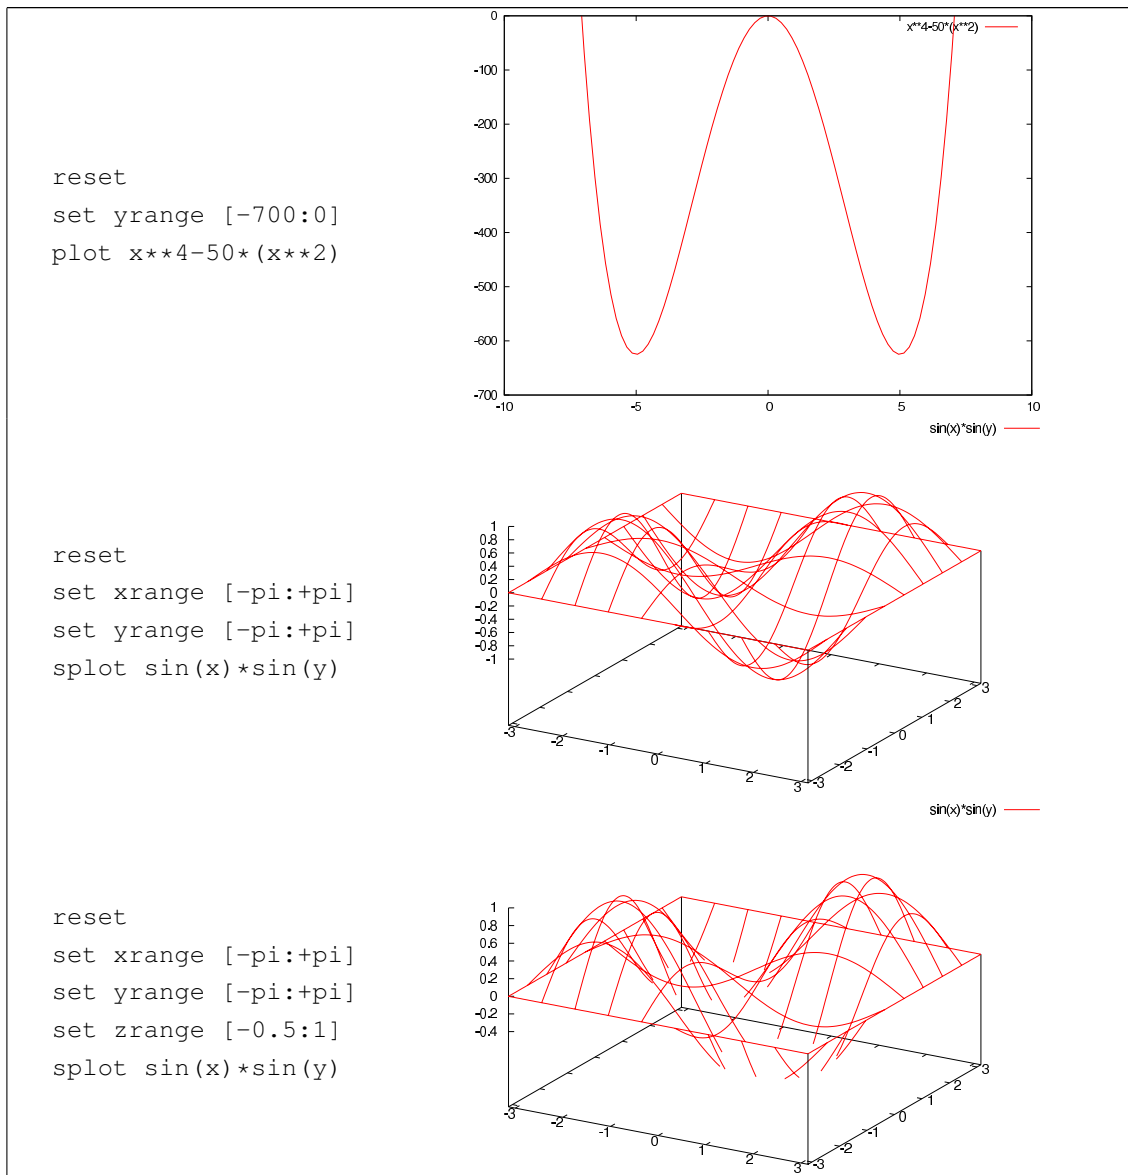 reset
set yrange [-700:0]
plot x**4-50*(x**2)
x**4-50*(x**2)
0
-100
-200
-300
-400
-500
-600
-700
-10 -5 0 5 10
reset
set xrange [-pi:+pi]
set yrange [-pi:+pi]
splot sin(x)*sin(y)
sin(x)*sin(y)
1
0.8
0.6
0.4
0.2
0
-0.2
-0.4
-0.6
-0.8
-1
-3 -2 -1 0 1 2 3
-3 -2 -1 0 1 2 3
reset
set xrange [-pi:+pi]
set yrange [-pi:+pi]
set zrange [-0.5:1]
splot sin(x)*sin(y)
sin(x)*sin(y)
1
0.8
0.6
0.4
0.2
0
-0.2
-0.4
-3 -2 -1 0 1 2 3
-3 -2 -1 0 1 2 3